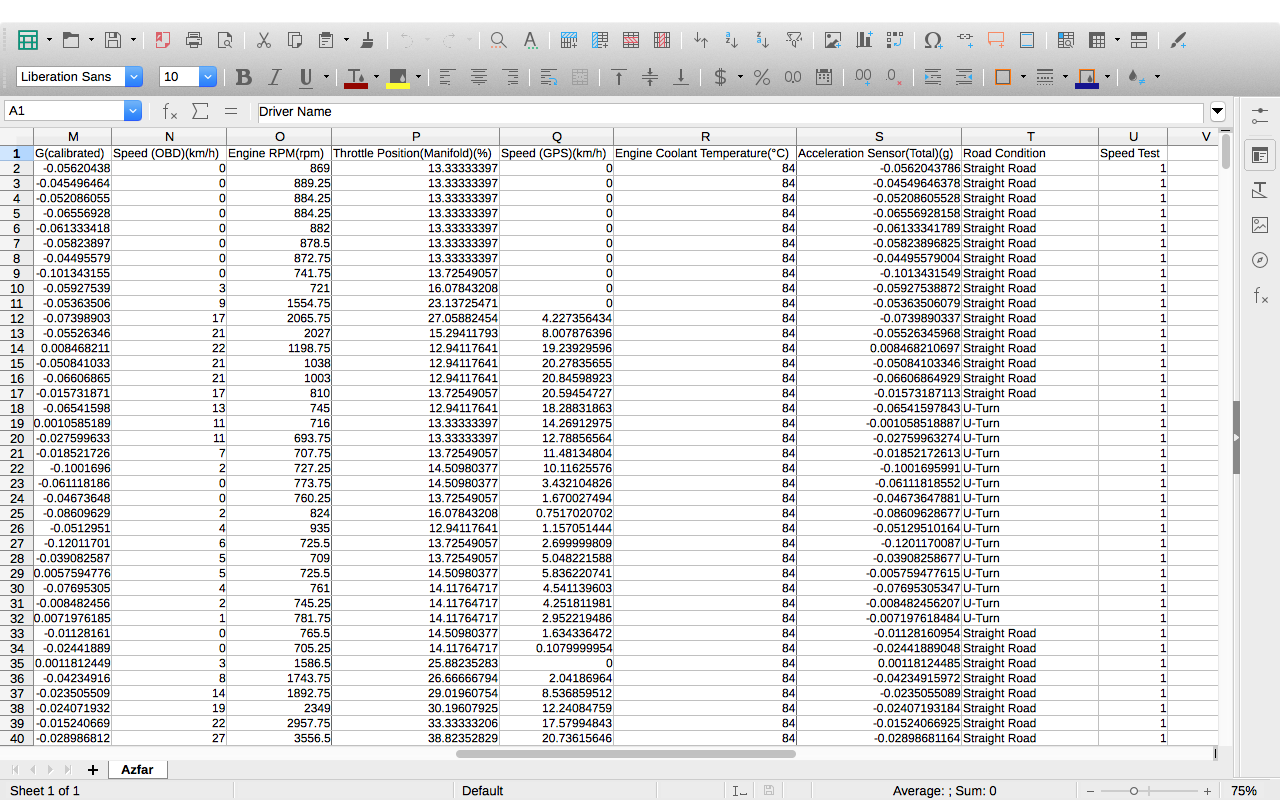 Liberation Sans 10
A1 Driver Name
M N O P Q R S T U V
1 G(calibrated) Speed (OBD)(km/h) Engine RPM(rpm) Throttle Position(Manifold)(%) Speed (GPS)(km/h) Engine Coolant Temperature(°C) Acceleration Sensor(Total)(g) Road Condition Speed Test
2 -0.05620438 0 869 13.33333397 0 84 -0.0562043786 Straight Road 1
3 -0.045496464 0 889.25 13.33333397 0 84 -0.04549646378 Straight Road 1
4 -0.052086055 0 884.25 13.33333397 0 84 -0.05208605528 Straight Road 1
5 -0.06556928 0 884.25 13.33333397 0 84 -0.06556928158 Straight Road 1
6 -0.061333418 0 882 13.33333397 0 84 -0.06133341789 Straight Road 1
7 -0.05823897 0 878.5 13.33333397 0 84 -0.05823896825 Straight Road 1
8 -0.04495579 0 872.75 13.33333397 0 84 -0.04495579004 Straight Road 1
9 -0.101343155 0 741.75 13.72549057 0 84 -0.1013431549 Straight Road 1
10 -0.05927539 3 721 16.07843208 0 84 -0.05927538872 Straight Road 1
11 -0.05363506 9 1554.75 23.13725471 0 84 -0.05363506079 Straight Road 1
12 -0.07398903 17 2065.75 27.05882454 4.227356434 84 -0.0739890337 Straight Road 1
13 -0.05526346 21 2027 15.29411793 8.007876396 84 -0.05526345968 Straight Road 1
14 0.008468211 22 1198.75 12.94117641 19.23929596 84 0.008468210697 Straight Road 1
15 -0.050841033 21 1038 12.94117641 20.27835655 84 -0.05084103346 Straight Road 1
16 -0.06606865 21 1003 12.94117641 20.84598923 84 -0.06606864929 Straight Road 1
17 -0.015731871 17 810 13.72549057 20.59454727 84 -0.01573187113 Straight Road 1
18 -0.06541598 13 745 12.94117641 18.28831863 84 -0.06541597843 U-Turn 1
19 0.0010585189 11 716 13.33333397 14.26912975 84 -0.001058518887 U-Turn 1
20 -0.027599633 11 693.75 13.33333397 12.78856564 84 -0.02759963274 U-Turn 1
21 -0.018521726 7 707.75 13.72549057 11.48134804 84 -0.01852172613 U-Turn 1
22 -0.1001696 2 727.25 14.50980377 10.11625576 84 -0.1001695991 U-Turn 1
23 -0.061118186 0 773.75 14.50980377 3.432104826 84 -0.06111818552 U-Turn 1
24 -0.04673648 0 760.25 13.72549057 1.670027494 84 -0.04673647881 U-Turn 1
25 -0.08609629 2 824 16.07843208 0.7517020702 84 -0.08609628677 U-Turn 1
26 -0.0512951 4 935 12.94117641 1.157051444 84 -0.05129510164 U-Turn 1
27 -0.12011701 6 725.5 13.72549057 2.699999809 84 -0.1201170087 U-Turn 1
28 -0.039082587 5 709 13.72549057 5.048221588 84 -0.03908258677 U-Turn 1
29 0.0057594776 5 725.5 14.50980377 5.836220741 84 -0.005759477615 U-Turn 1
30 -0.07695305 4 761 14.11764717 4.541139603 84 -0.07695305347 U-Turn 1
31 -0.008482456 2 745.25 14.11764717 4.251811981 84 -0.008482456207 U-Turn 1
32 0.0071976185 1 781.75 14.11764717 2.952219486 84 -0.007197618484 U-Turn 1
33 -0.01128161 0 765.5 14.50980377 1.634336472 84 -0.01128160954 Straight Road 1
34 -0.02441889 0 705.25 14.11764717 0.1079999954 84 -0.02441889048 Straight Road 1
35 0.0011812449 3 1586.5 25.88235283 0 84 0.00118124485 Straight Road 1
36 -0.04234916 8 1743.75 26.66666794 2.04186964 84 -0.04234915972 Straight Road 1
37 -0.023505509 14 1892.75 29.01960754 8.536859512 84 -0.0235055089 Straight Road 1
38 -0.024071932 19 2349 30.19607925 12.24084759 84 -0.02407193184 Straight Road 1
39 -0.015240669 22 2957.75 33.33333206 17.57994843 84 -0.01524066925 Straight Road 1
40 -0.028986812 27 3556.5 38.82352829 20.73615646 84 -0.02898681164 Straight Road 1
Azfar
Sheet 1 of 1 Default Average: ; Sum: 0 75%